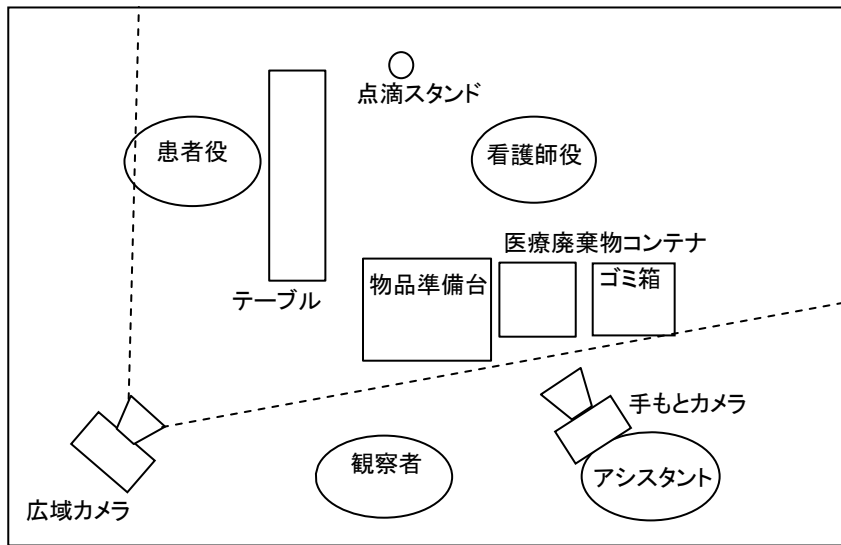 点滴スタンド
患者役
看護師役
医療廃棄物コンテナ
物品準備台
ゴミ箱
テーブル
手もとカメラ
観察者
アシスタント
広域カメラ